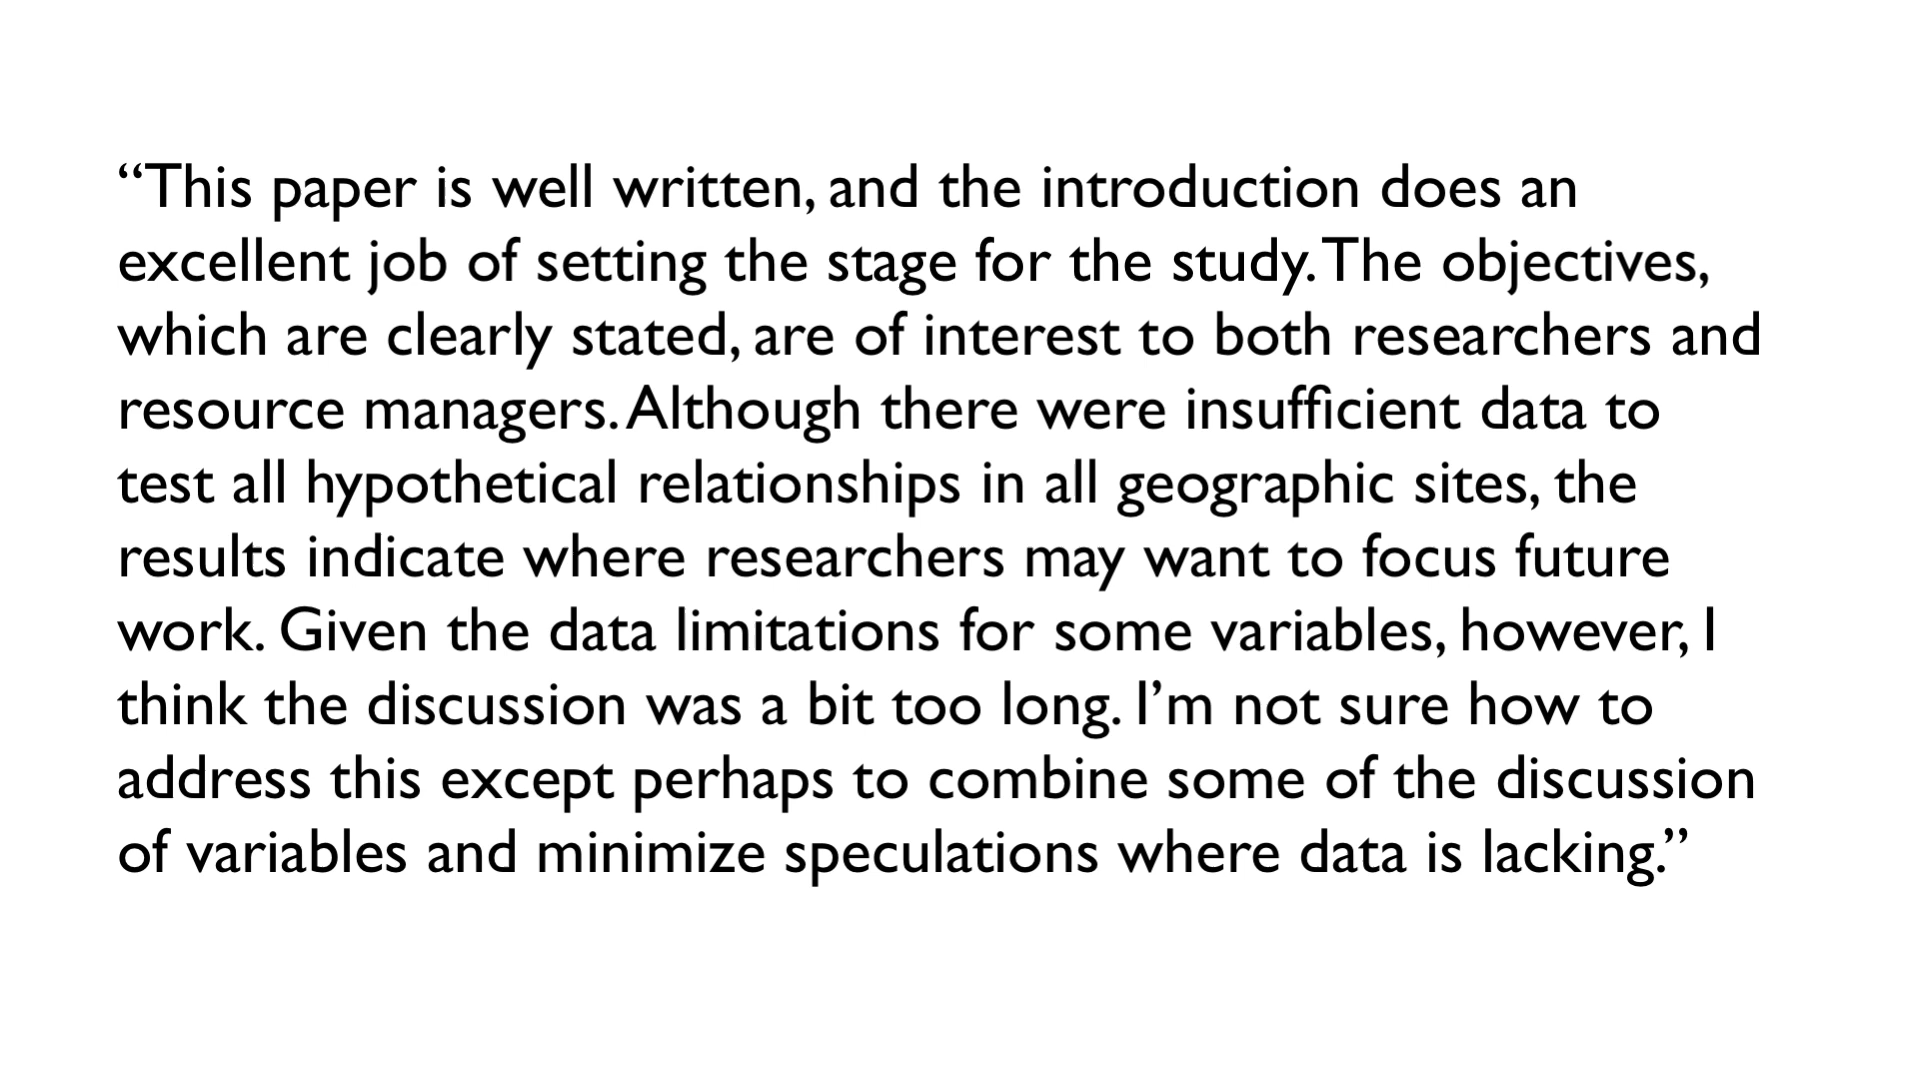 “This paper is well written, and the introduction does an
excellent job of setting the stage for the study. The objectives,
which are clearly stated, are of interest to both researchers and
resource managers. Although there were insufficient data to
test all hypothetical relationships in all geographic sites, the
results indicate where researchers may want to focus future
work. Given the data limitations for some variables, however, I
think the discussion was a bit too long. I’m not sure how to
address this except perhaps to combine some of the discussion
of variables and minimize speculations where data is lacking.”